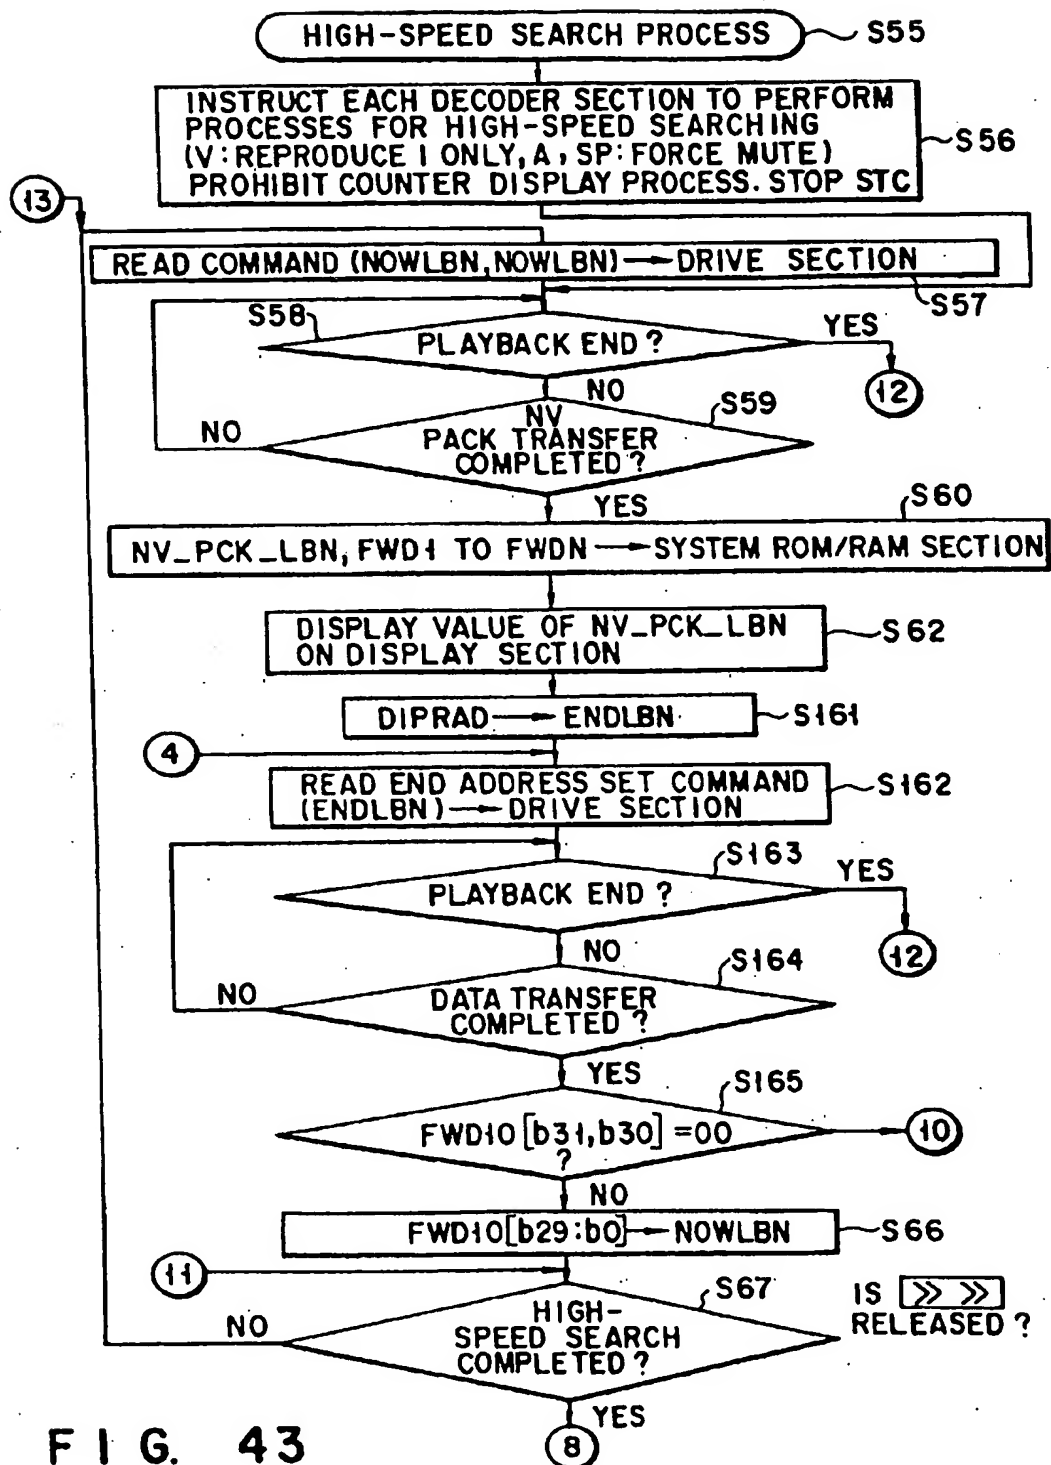 HIGH-SPEED SEARCH PROCESS
S55
INSTRUCT EACH DECODER SECTION TO PERFORM
PROCESSES FOR HIGH-SPEED SEARCHING
(V:REPRODUCE I ONLY, A, SP:FORCE MUTE)
PROHIBIT COUNTER DISPLAY PROCESS. STOP STC
S56
13
READ COMMAND (NOWLBN, NOWLBN) → DRIVE SECTION
S57
S58
PLAYBACK END ?
YES
12
NO
S59
NV
PACK TRANSFER
COMPLETED ?
NO
YES
S60
NV_PCK_LBN, FWD1 TO FWDN → SYSTEM ROM/RAM SECTION
DISPLAY VALUE OF NV_PCK_LBN
ON DISPLAY SECTION
S62
DIPRAD → ENDLBN
S161
4
READ END ADDRESS SET COMMAND
(ENDLBN) → DRIVE SECTION
S162
S163
PLAYBACK END ?
YES
12
NO
S164
DATA TRANSFER
COMPLETED ?
NO
YES
S165
FWD10 [b31, b30] = 00
?
10
NO
FWD10[b29:b0] → NOWLBN
S66
11
S67
HIGH-
SPEED SEARCH
COMPLETED ?
NO
IS >> >>
RELEASED ?
YES
8
FIG. 43